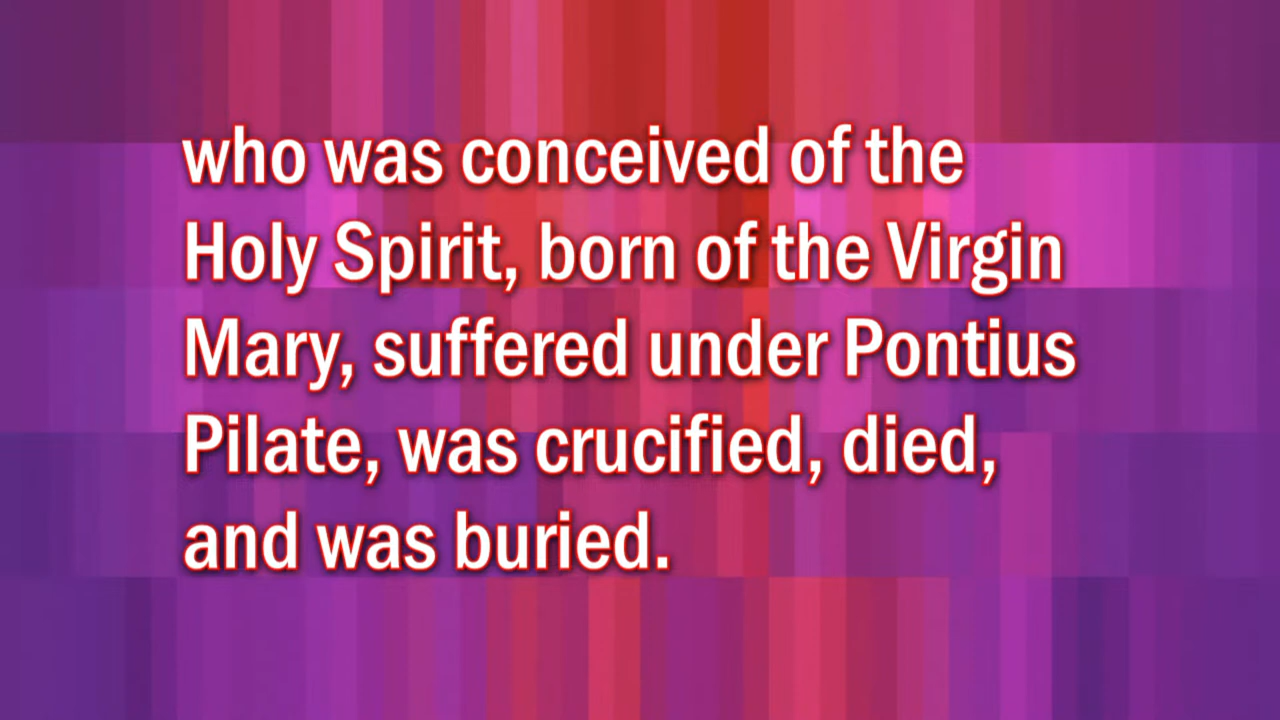 who was conceived of the
Holy Spirit, born of the Virgin
Mary, suffered under Pontius
Pilate, was crucified, died,
and was buried.